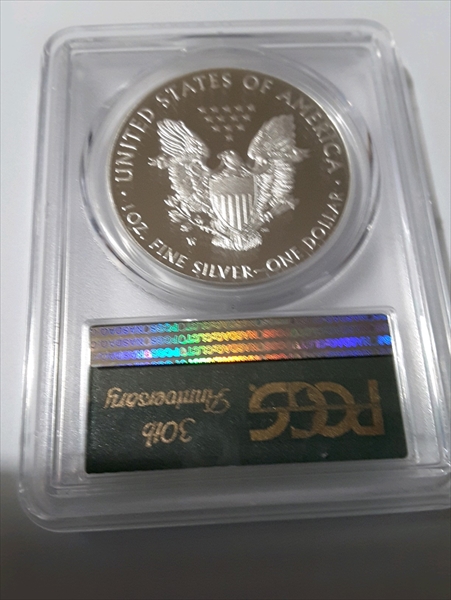 UNITED STATES OF AMERICA
W
1 OZ. FINE SILVER~ONE DOLLAR
PCGS
30th
Anniversary